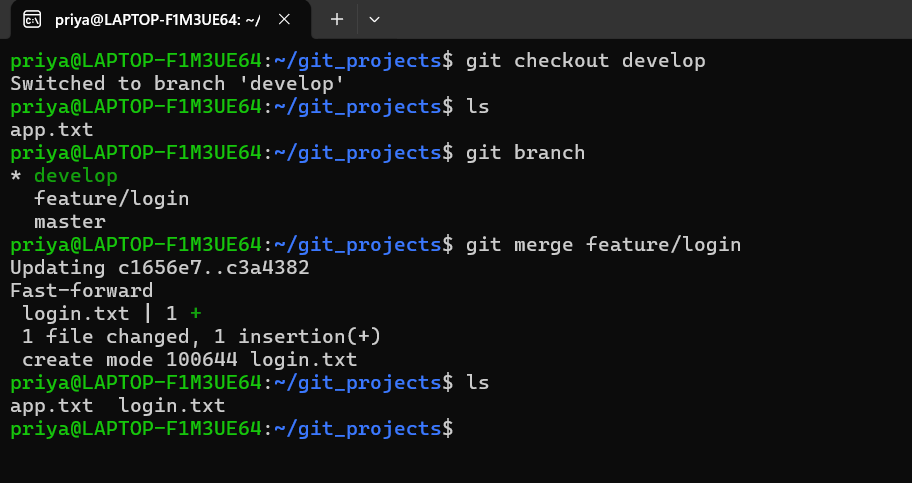 priya@LAPTOP-F1M3UE64: ~/
priya@LAPTOP-F1M3UE64:~/git_projects$ git checkout develop
Switched to branch 'develop'
priya@LAPTOP-F1M3UE64:~/git_projects$ ls
app.txt
priya@LAPTOP-F1M3UE64:~/git_projects$ git branch
* develop
  feature/login
  master
priya@LAPTOP-F1M3UE64:~/git_projects$ git merge feature/login
Updating c1656e7..c3a4382
Fast-forward
 login.txt | 1 +
 1 file changed, 1 insertion(+)
 create mode 100644 login.txt
priya@LAPTOP-F1M3UE64:~/git_projects$ ls
app.txt  login.txt
priya@LAPTOP-F1M3UE64:~/git_projects$